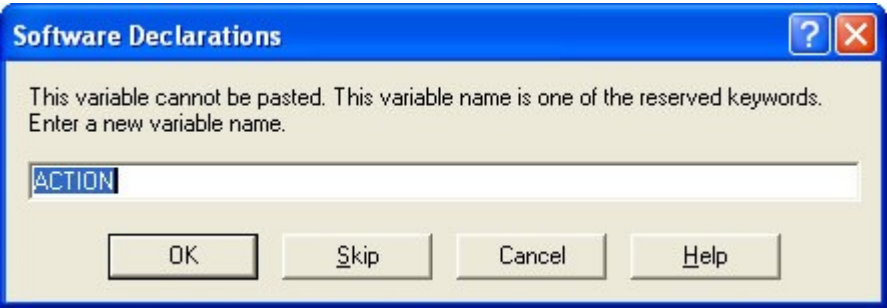 Software Declarations
This variable cannot be pasted. This variable name is one of the reserved keywords.
Enter a new variable name.
ACTION
OK Skip Cancel Help